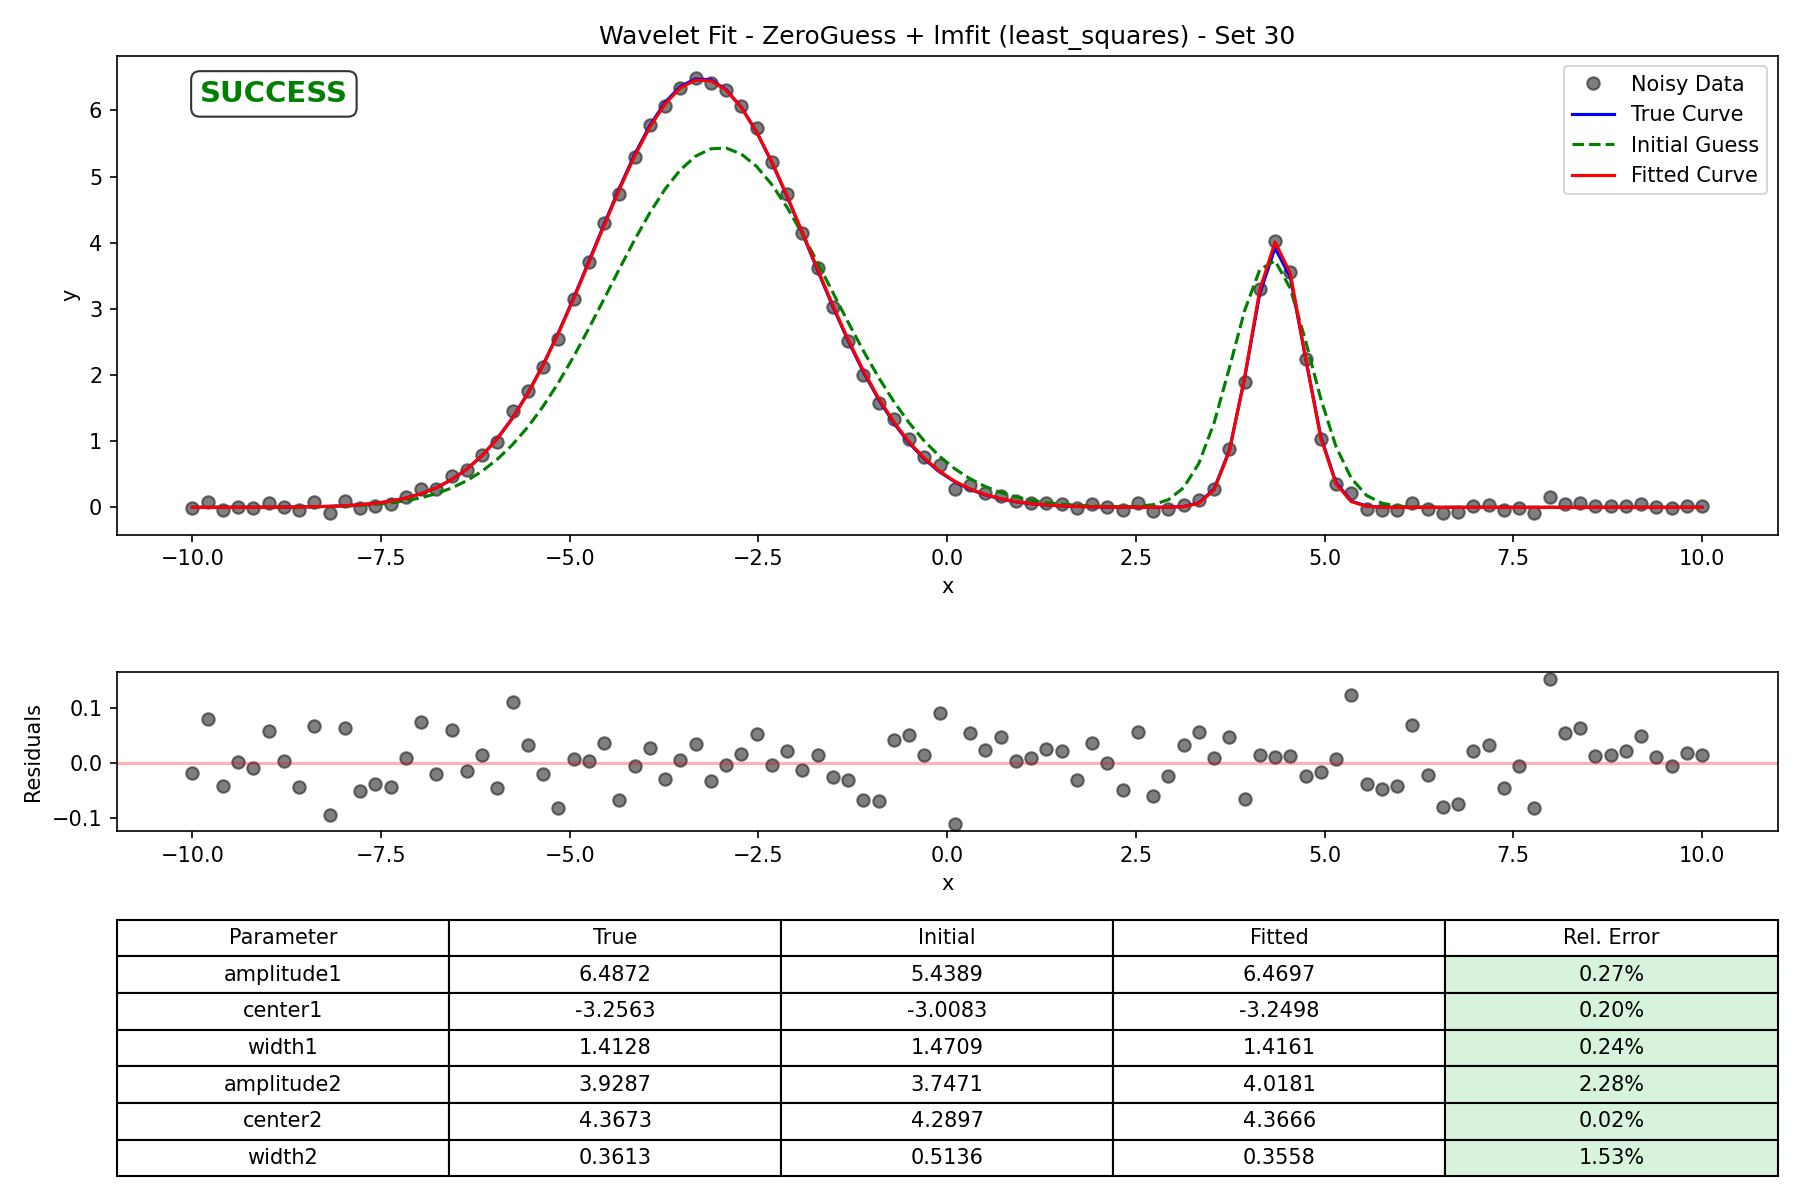 Wavelet Fit - ZeroGuess + lmfit (least_squares) - Set 30
SUCCESS
Noisy Data
True Curve
Initial Guess
Fitted Curve
y
6
5
4
3
2
1
0
−10.0 −7.5 −5.0 −2.5 0.0 2.5 5.0 7.5 10.0
x
Residuals
0.1
0.0
−0.1
−10.0 −7.5 −5.0 −2.5 0.0 2.5 5.0 7.5 10.0
x
Parameter True Initial Fitted Rel. Error
amplitude1 6.4872 5.4389 6.4697 0.27%
center1 -3.2563 -3.0083 -3.2498 0.20%
width1 1.4128 1.4709 1.4161 0.24%
amplitude2 3.9287 3.7471 4.0181 2.28%
center2 4.3673 4.2897 4.3666 0.02%
width2 0.3613 0.5136 0.3558 1.53%